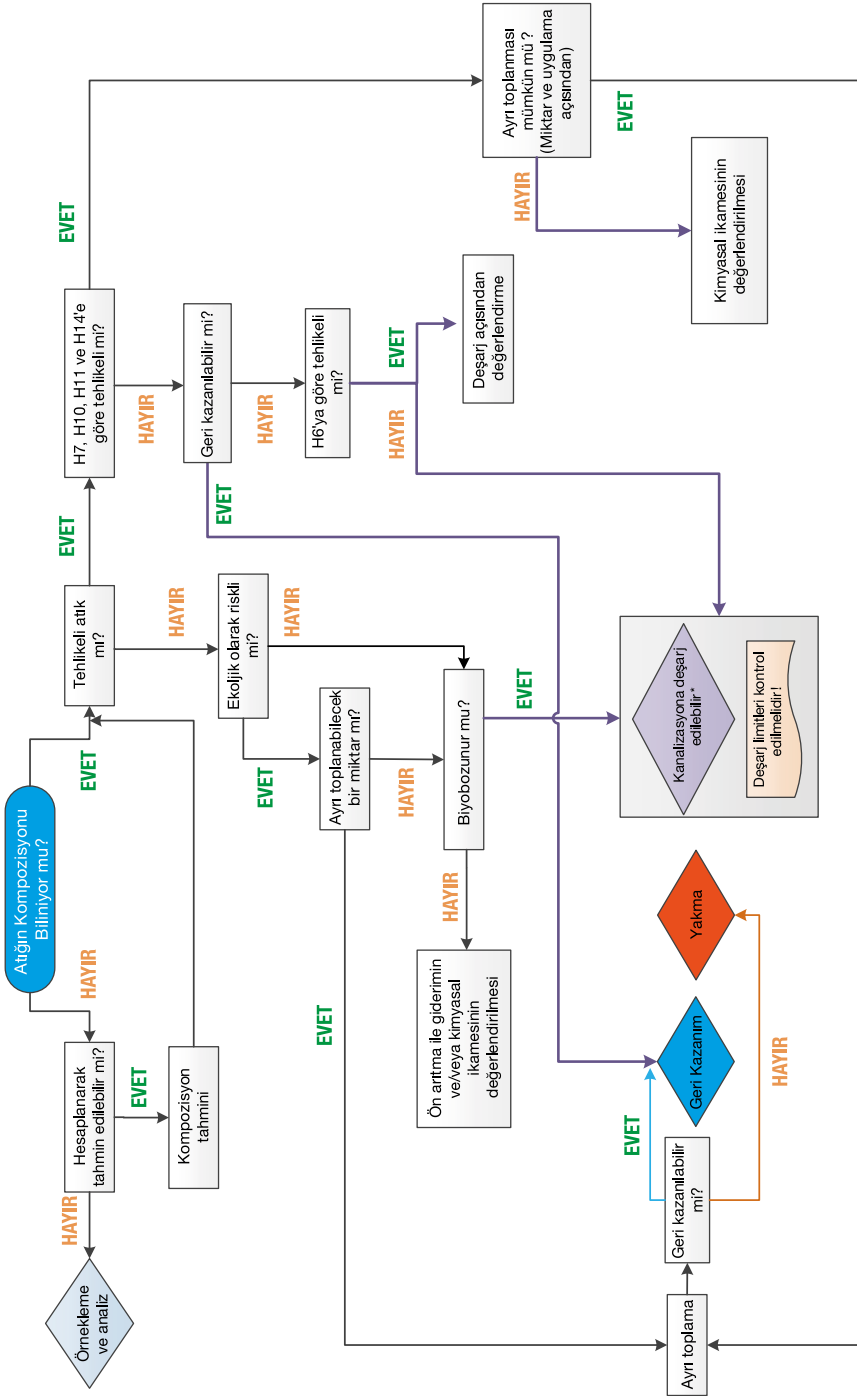 Atığın Kompozisyonu
Biliniyor mu?
HAYIR
EVET
Hesaplanarak
tahmin edilebilir mi?
HAYIR
EVET
Örnekleme
ve analiz
Kompozisyon
tahmini
Tehlikeli atık
mı?
EVET
HAYIR
H7, H10, H11 ve H14'e
göre tehlikeli mi?
EVET
HAYIR
Ekoljik olarak riskli
mi?
EVET
HAYIR
Geri kazanılabilir mi?
EVET
HAYIR
Ayrı toplanabilecek
bir miktar mı?
EVET
HAYIR
H6'ya göre tehlikeli
mi?
EVET
HAYIR
Biyobozunur mu?
HAYIR
EVET
Deşarj açısından
değerlendirme
Ayrı toplanması
mümkün mü ?
(Miktar ve uygulama
açısından)
HAYIR
EVET
Ön arıtma ile giderimin
ve/veya kimyasal
ikamesinin
değerlendirilmesi
Kanalizasyona deşarj
edilebilir*
Deşarj limitleri kontrol
edilmelidir!
Kimyasal ikamesinin
değerlendirilmesi
Ayrı toplama
Geri kazanılabilir
mi?
EVET
HAYIR
Geri Kazanım
Yakma